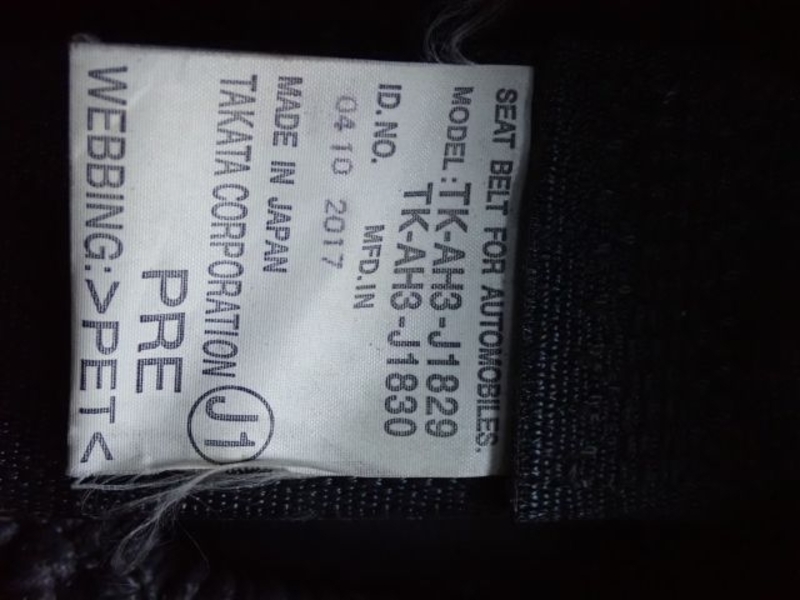 SEAT BELT FOR AUTOMOBILES.
MODEL : TK-AH3-J1829
TK-AH3-J1830
ID. NO. MFD. IN
04 10 2017
MADE IN JAPAN
TAKATA CORPORATION J1
PRE
WEBBING:>PET<